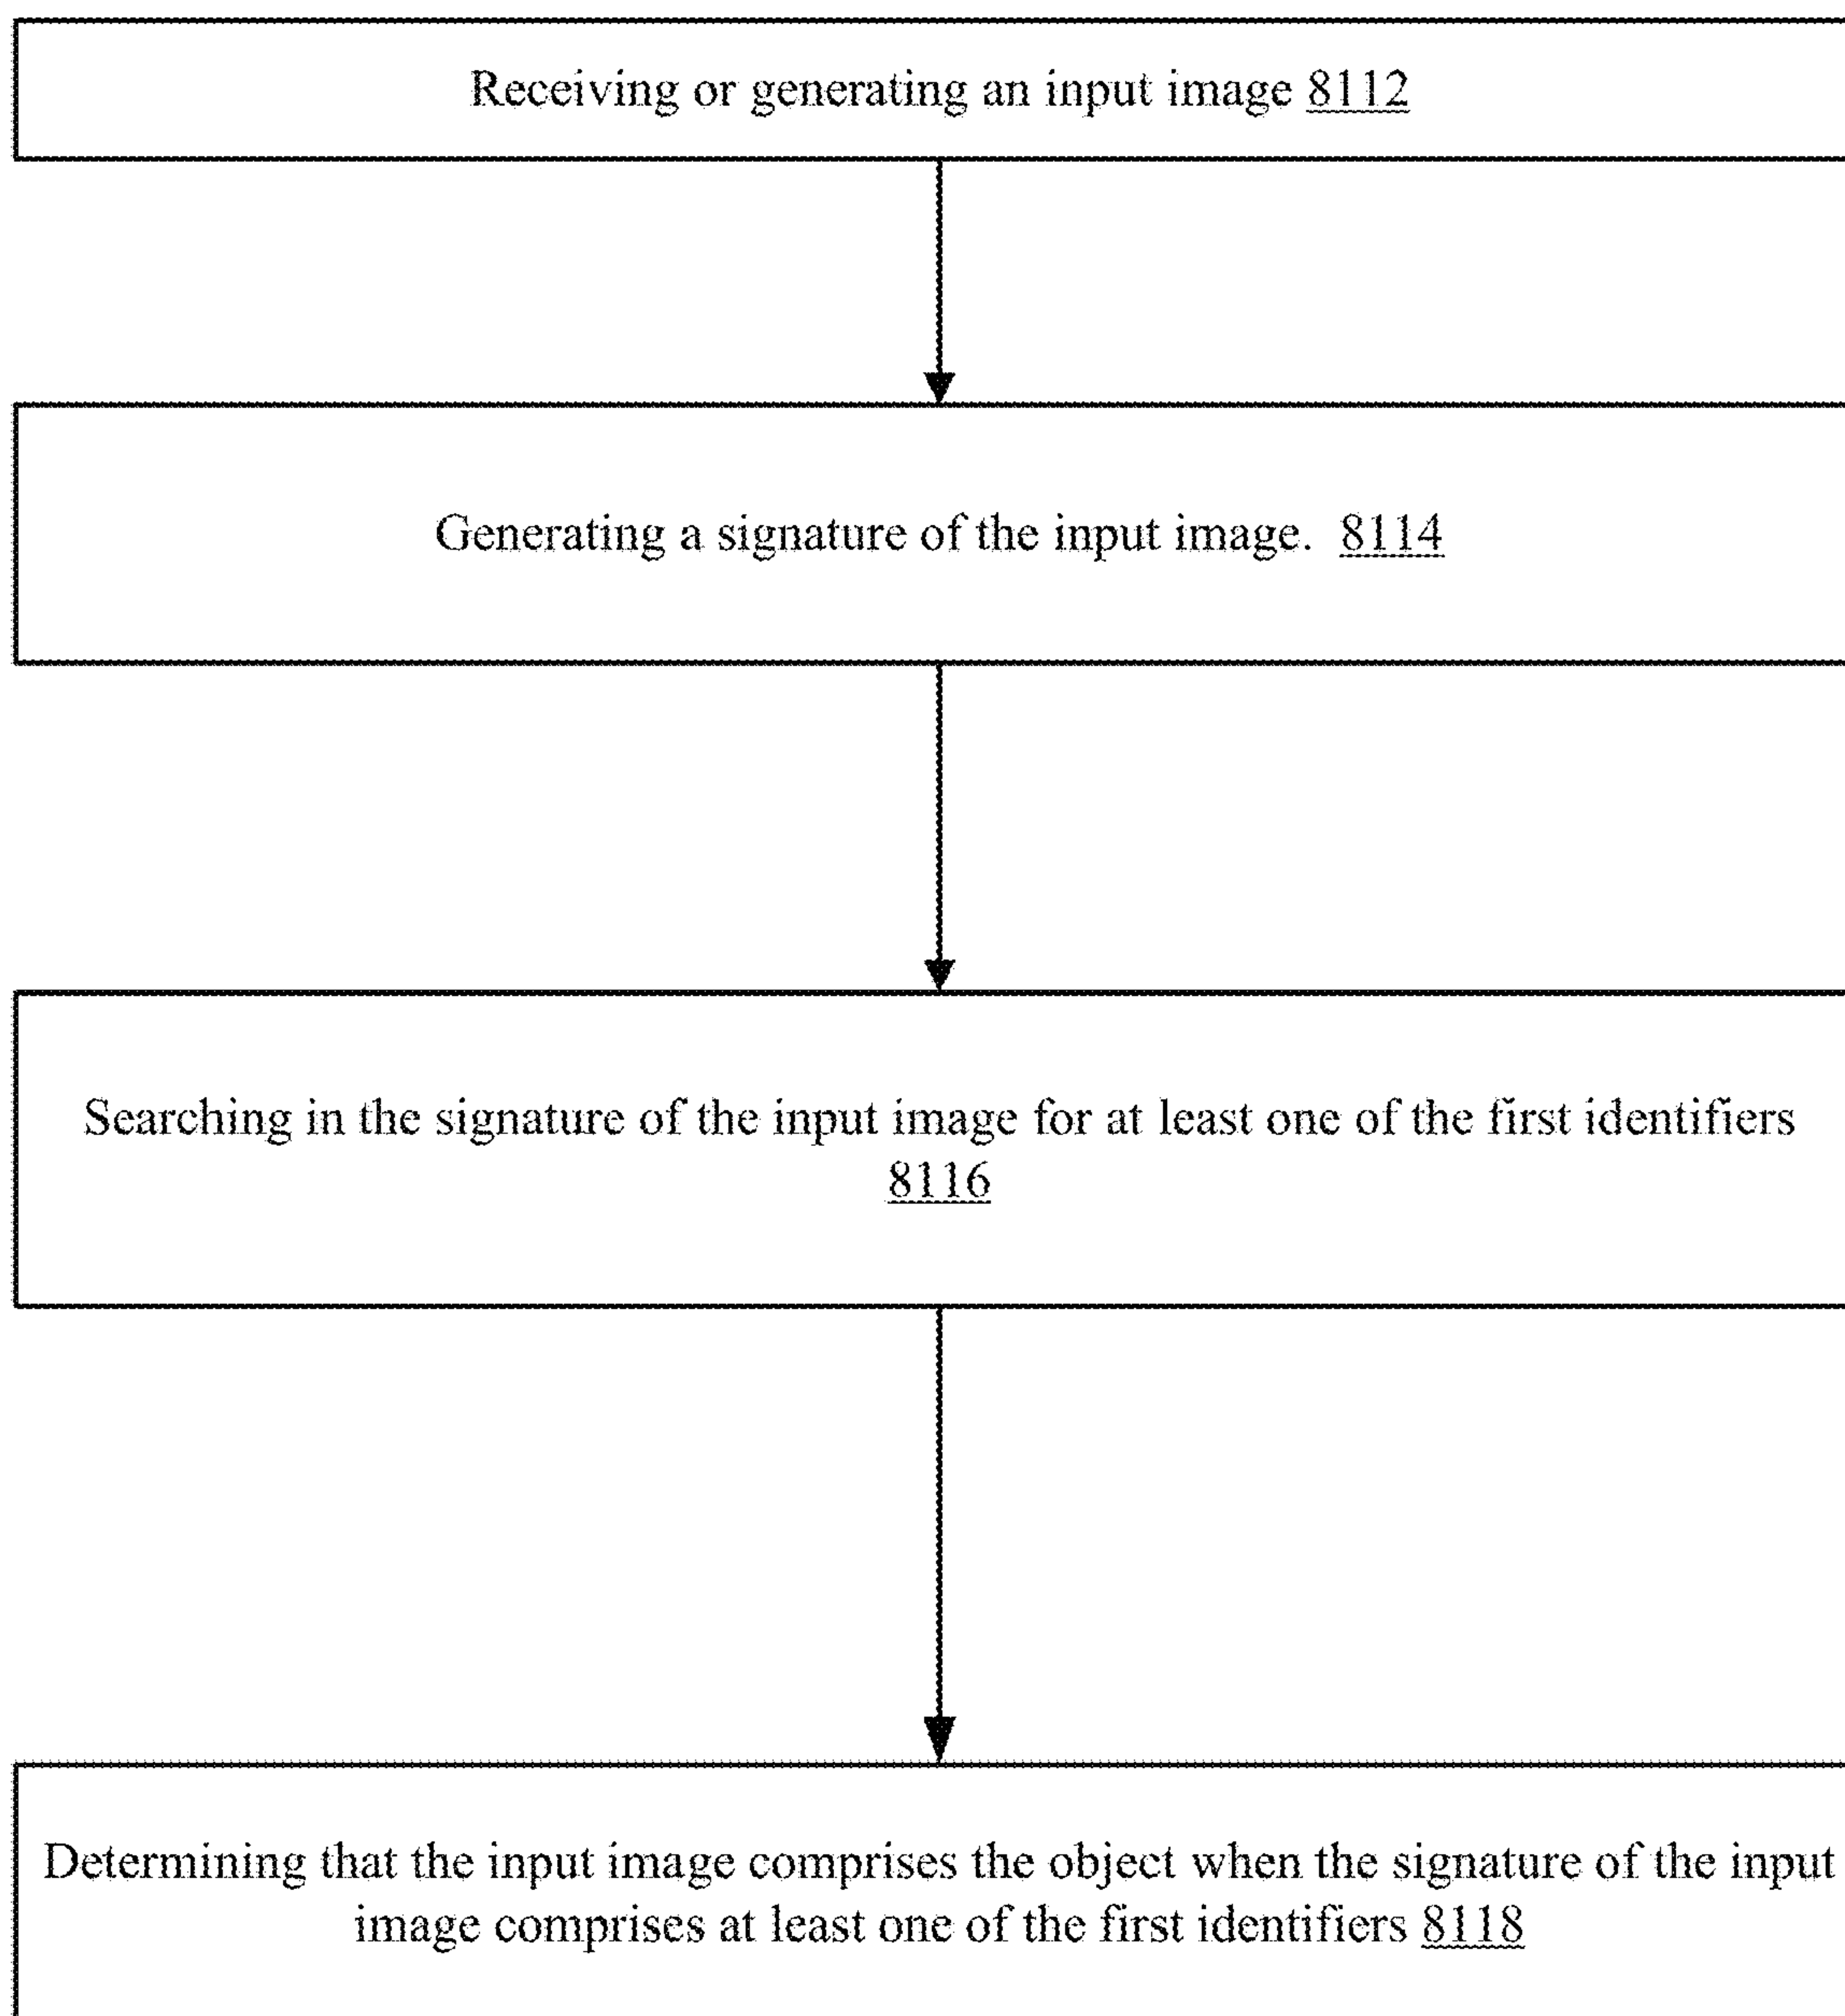 Receiving or generating an input image 8112
Generating a signature of the input image. 8114
Searching in the signature of the input image for at least one of the first identifiers
8116
Determining that the input image comprises the object when the signature of the input
image comprises at least one of the first identifiers 8118